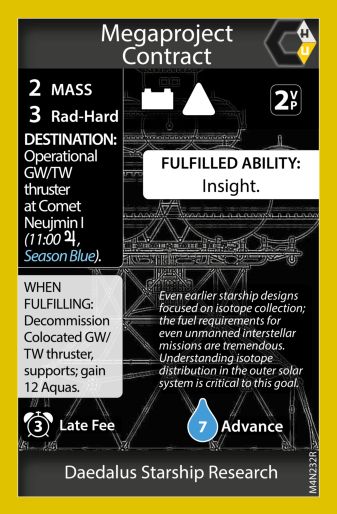 Megaproject
Contract
H
U
2 MASS
3 Rad-Hard
2 VP
DESTINATION:
Operational
GW/TW
thruster
at Comet
Neujmin I
(11:00 ♃,
Season Blue).
FULFILLED ABILITY:
Insight.
WHEN
FULFILLING:
Decommission
Colocated GW/
TW thruster,
supports; gain
12 Aquas.
Even earlier starship designs
focused on isotope collection;
the fuel requirements for
even unmanned interstellar
missions are tremendous.
Understanding isotope
distribution in the outer solar
system is critical to this goal.
3 Late Fee
7 Advance
Daedalus Starship Research
M4N232R